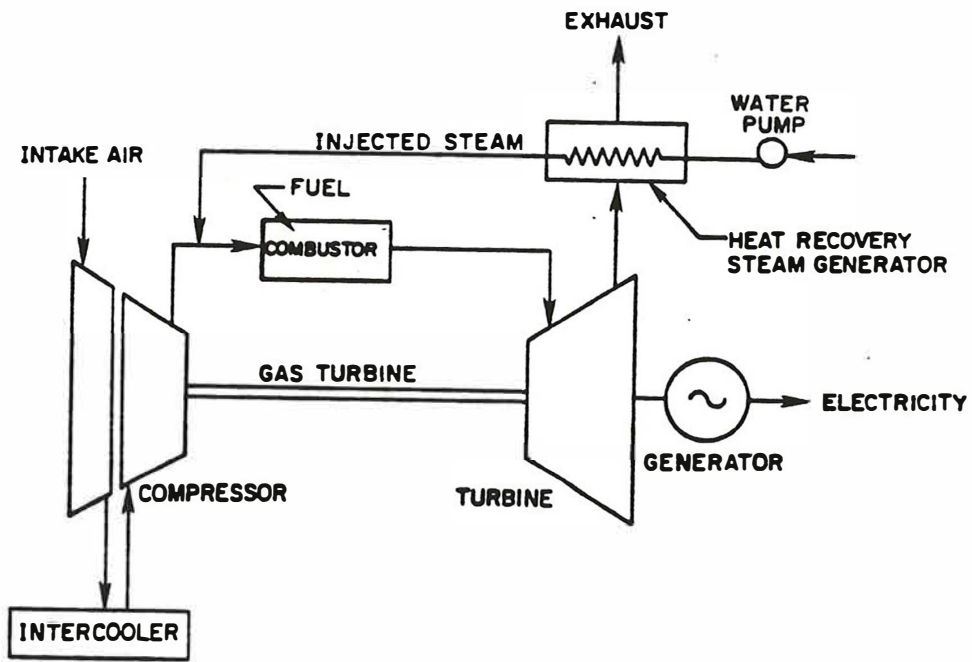 EXHAUST
WATER
PUMP
INJECTED STEAM
INTAKE AIR
FUEL
COMBUSTOR
HEAT RECOVERY
STEAM GENERATOR
GAS TURBINE
ELECTRICITY
GENERATOR
COMPRESSOR
TURBINE
INTERCOOLER